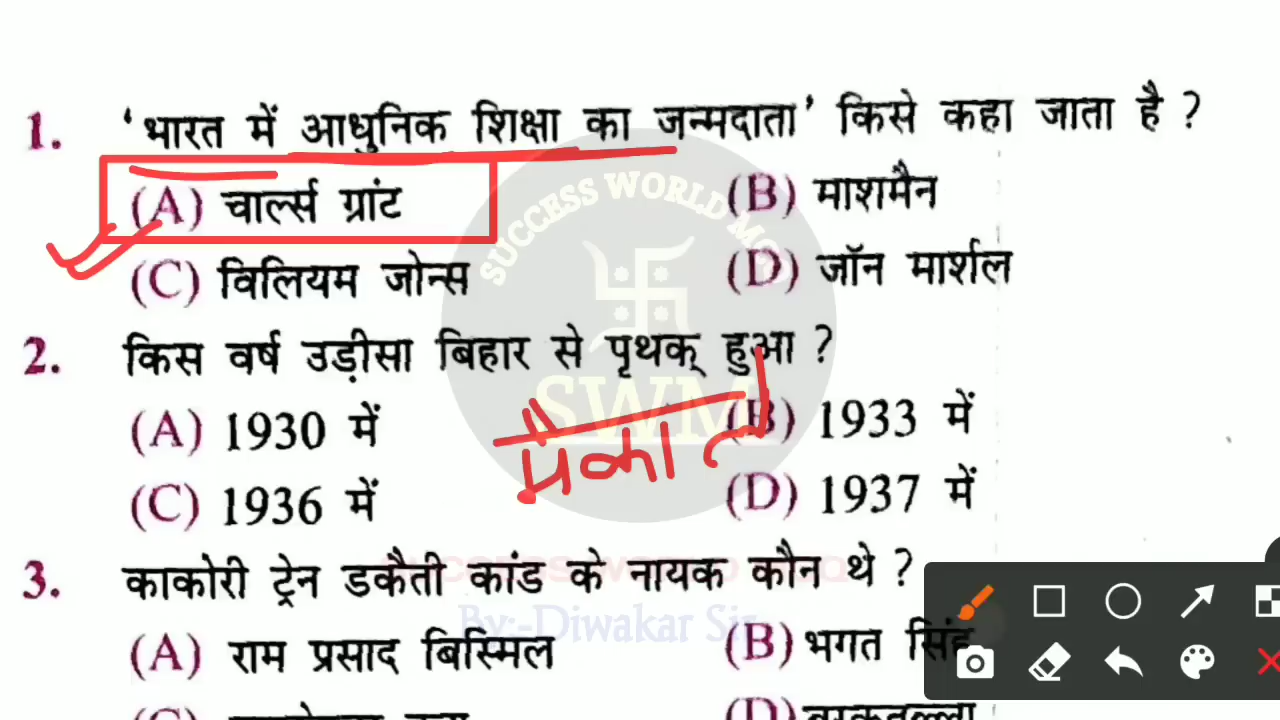 1. ‘भारत में आधुनिक शिक्षा का जन्मदाता’ किसे कहा जाता है ?
(A) चार्ल्स ग्रांट (B) माशमैन
(C) विलियम जोन्स (D) जॉन मार्शल
2. किस वर्ष उड़ीसा बिहार से पृथक् हुआ ?
(A) 1930 में (B) 1933 में
(C) 1936 में (D) 1937 में
3. काकोरी ट्रेन डकैती कांड के नायक कौन थे ?
(A) राम प्रसाद बिस्मिल (B) भगत सिंह
SWM
By:-Diwakar Sir
SUCCESS WORLD